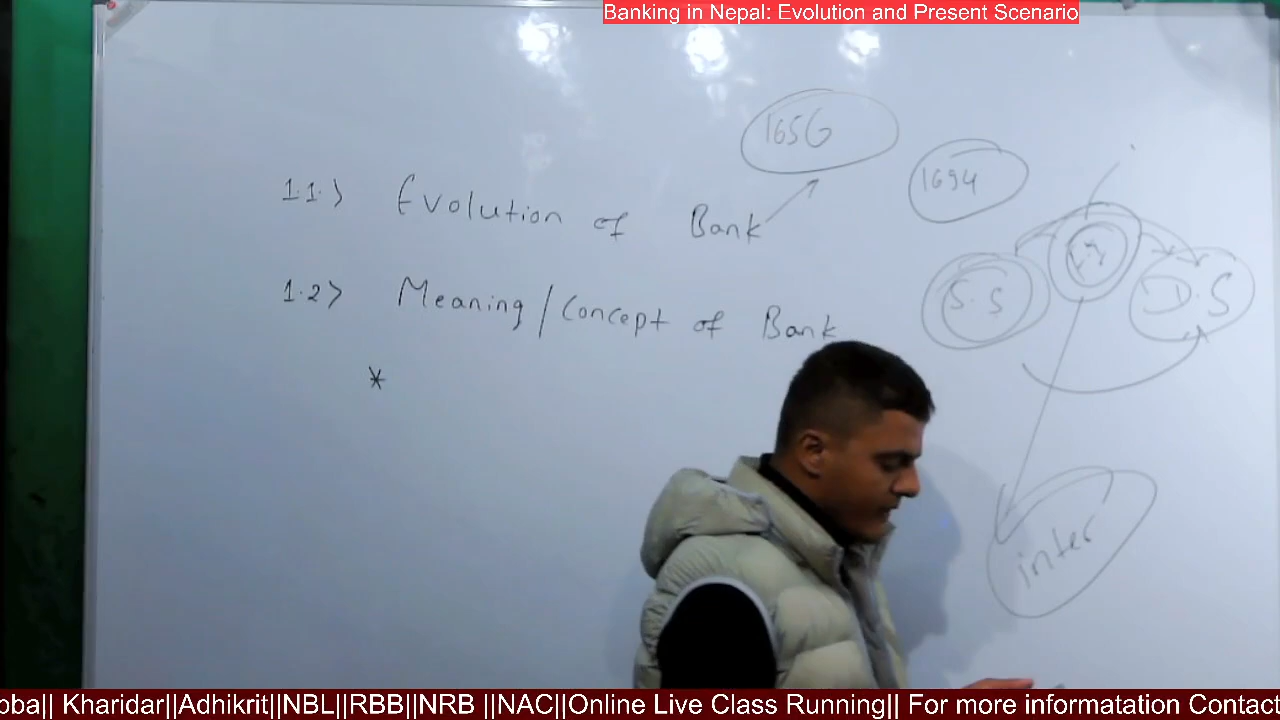 Banking in Nepal: Evolution and Present Scenario
1656
1694
1.1.> Evolution of Bank
S.S
D.S
1.2> Meaning/Concept of Bank
*
inter
oba|| Kharidar||Adhikrit||NBL||RBB||NRB ||NAC||Online Live Class Running|| For more informatation Contact